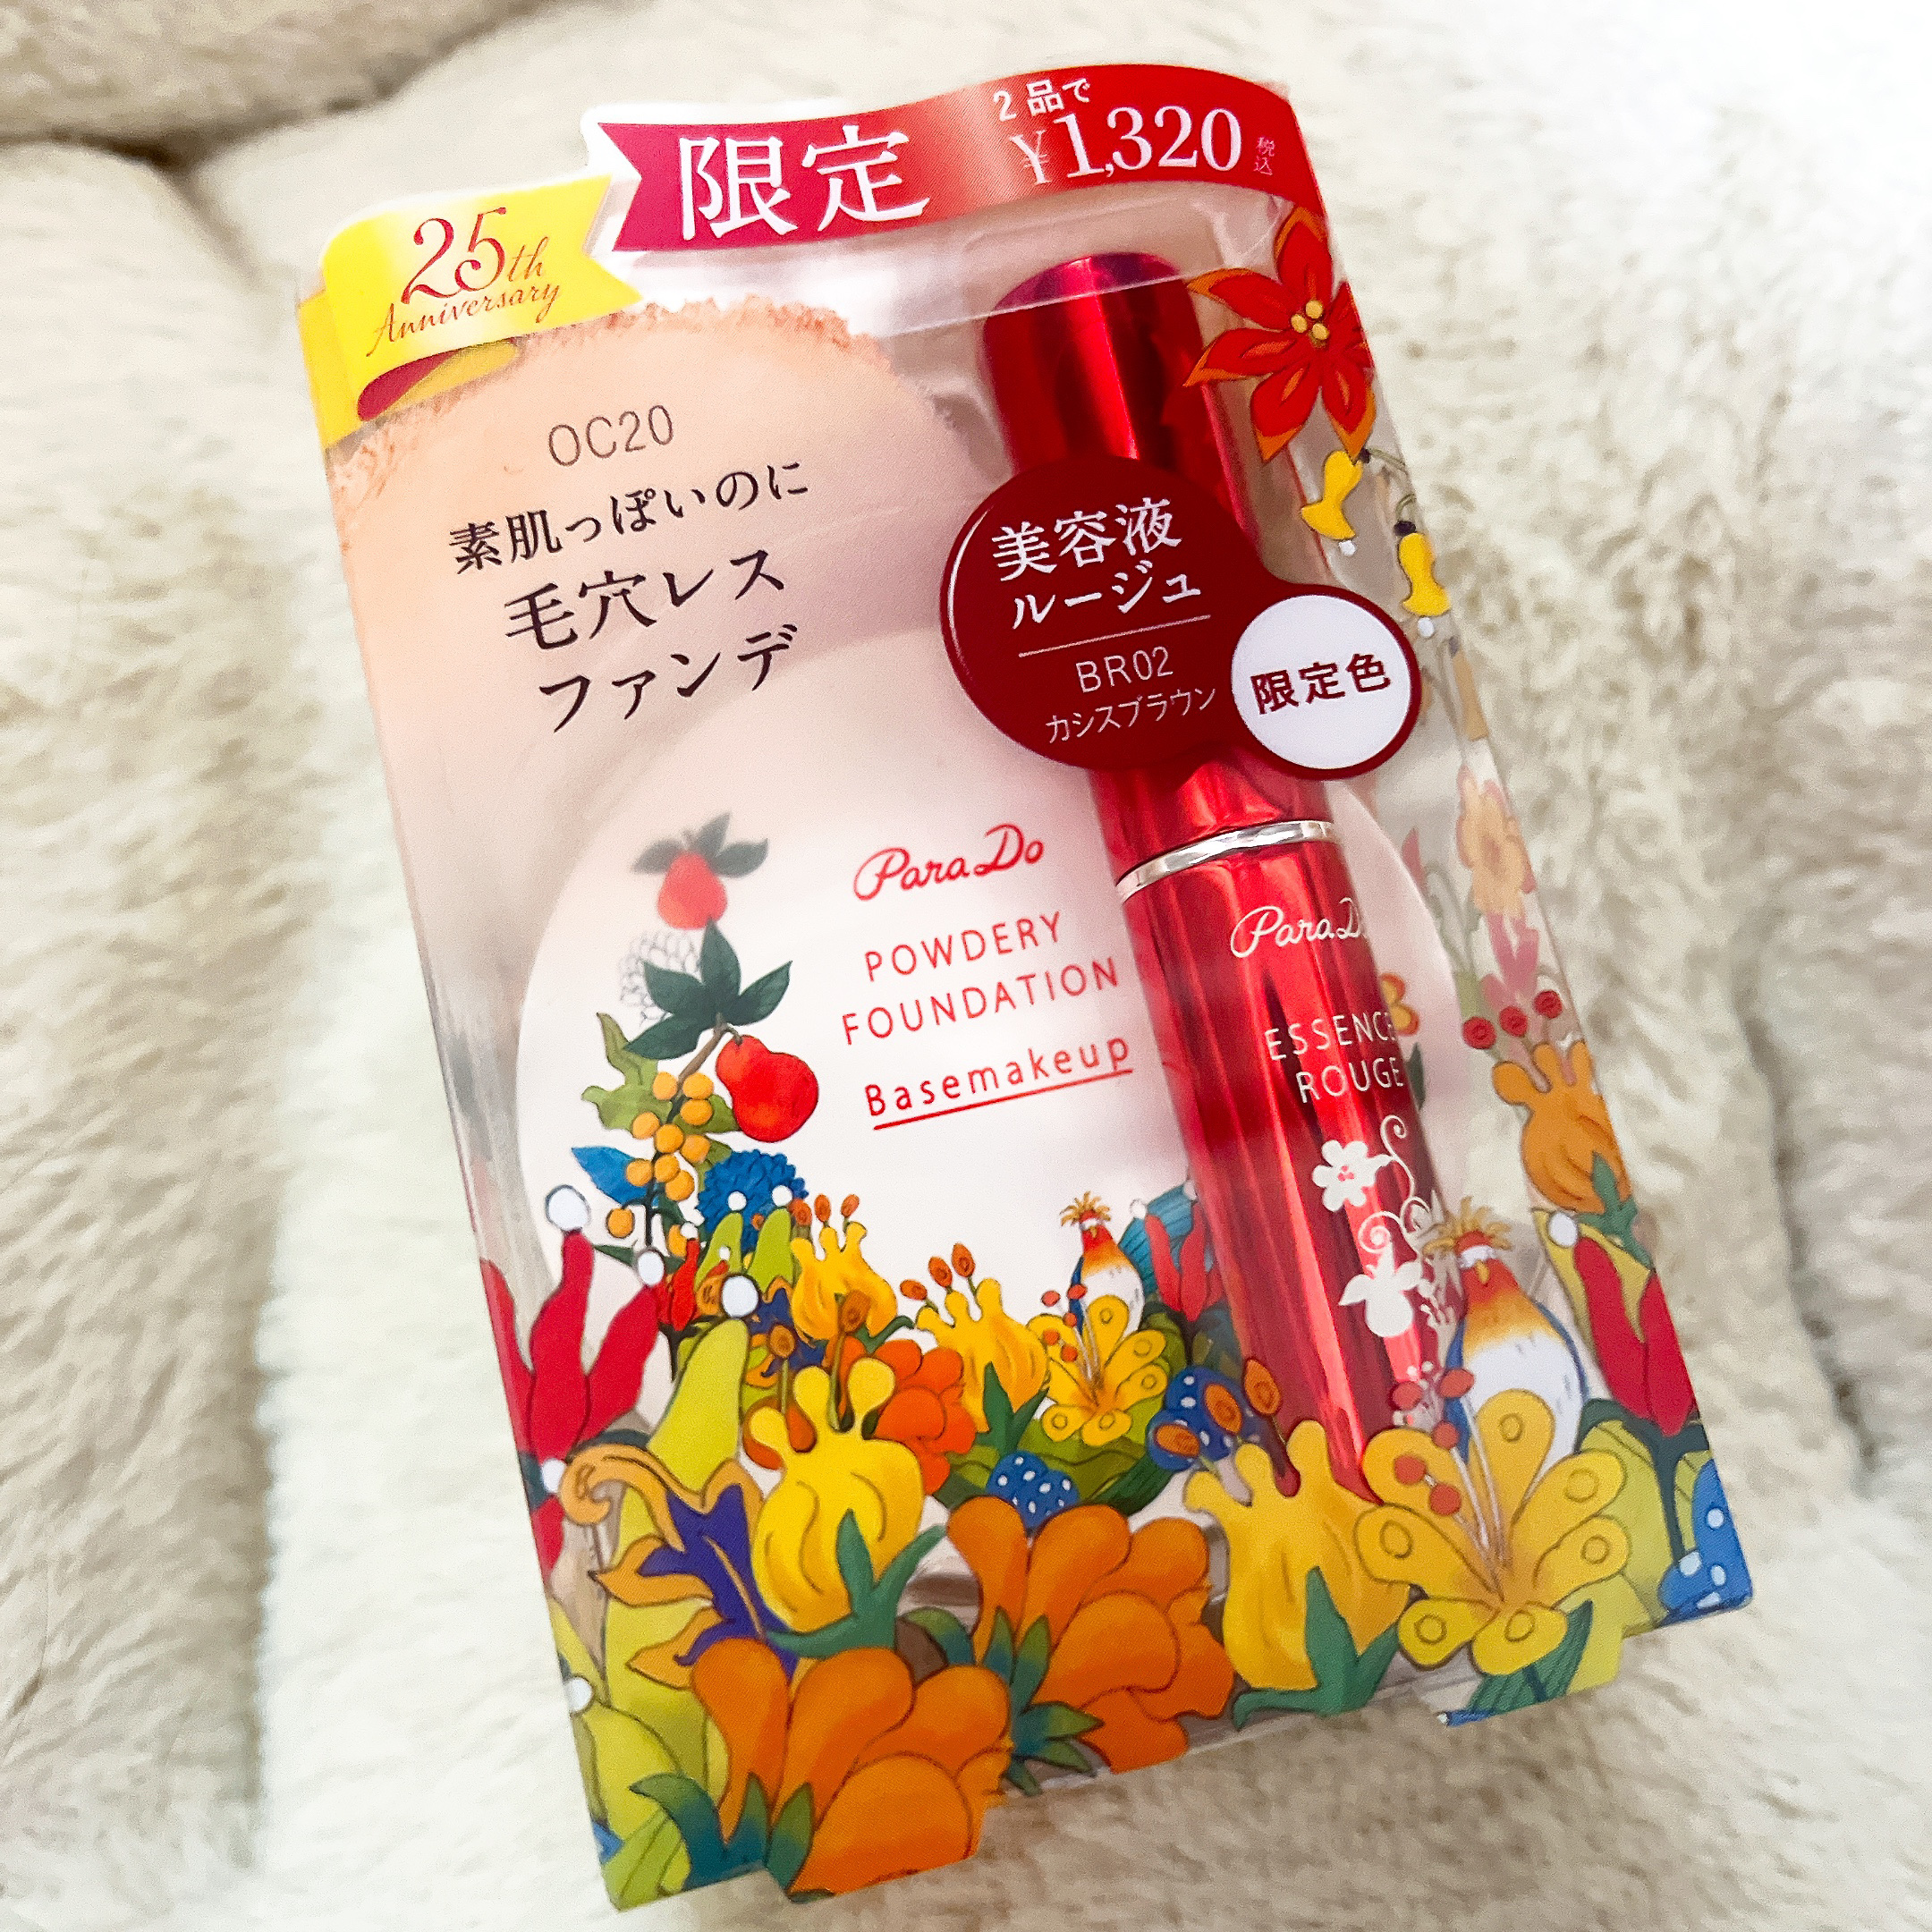 25th
Anniversary
限定
2品で
¥1,320 税込
OC20
素肌っぽいのに
毛穴レス
ファンデ
美容液
ルージュ
BR02
カシスブラウン
限定色
ParaDo
POWDERY
FOUNDATION
Basemakeup
ParaDo
ESSENCE
ROUGE